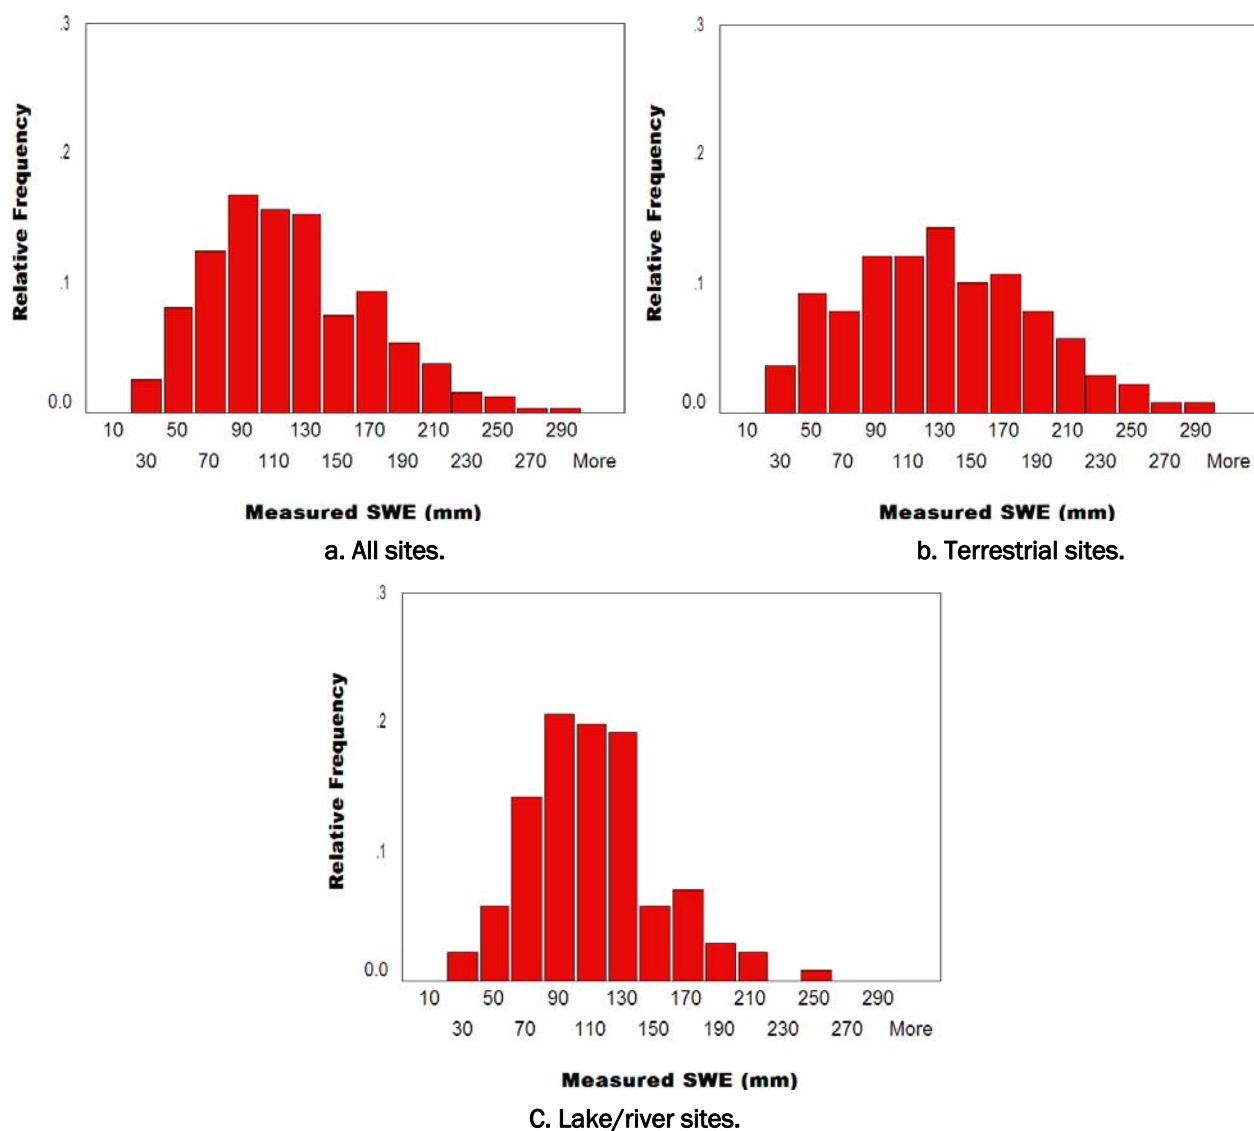 .3
.2
.1
0.0
Relative Frequency
10 50 90 130 170 210 250 290
30 70 110 150 190 230 270 More
Measured SWE (mm)
a. All sites.
.3
.2
.1
0.0
Relative Frequency
10 50 90 130 170 210 250 290
30 70 110 150 190 230 270 More
Measured SWE (mm)
b. Terrestrial sites.
.3
.2
.1
0.0
Relative Frequency
10 50 90 130 170 210 250 290
30 70 110 150 190 230 270 More
Measured SWE (mm)
C. Lake/river sites.